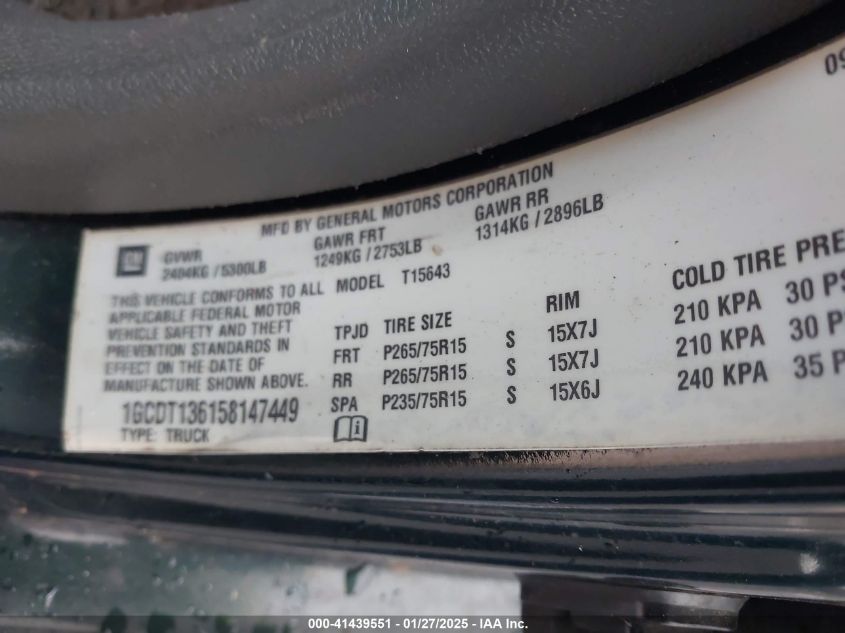 09
MFD BY GENERAL MOTORS CORPORATION
GM
GVWR GAWR FRT GAWR RR
2404KG / 5300LB 1249KG / 2753LB 1314KG / 2896LB
THIS VEHICLE CONFORMS TO ALL
APPLICABLE FEDERAL MOTOR
VEHICLE SAFETY AND THEFT
PREVENTION STANDARDS IN
EFFECT ON THE DATE OF
MANUFACTURE SHOWN ABOVE.
1GCDT136158147449
TYPE: TRUCK
MODEL T15643
TPJD TIRE SIZE RIM COLD TIRE PRE
FRT P265/75R15 S 15X7J 210 KPA 30 PS
RR P265/75R15 S 15X7J 210 KPA 30 P
SPA P235/75R15 S 15X6J 240 KPA 35 P
000-41439551 - 01/27/2025 - IAA Inc.